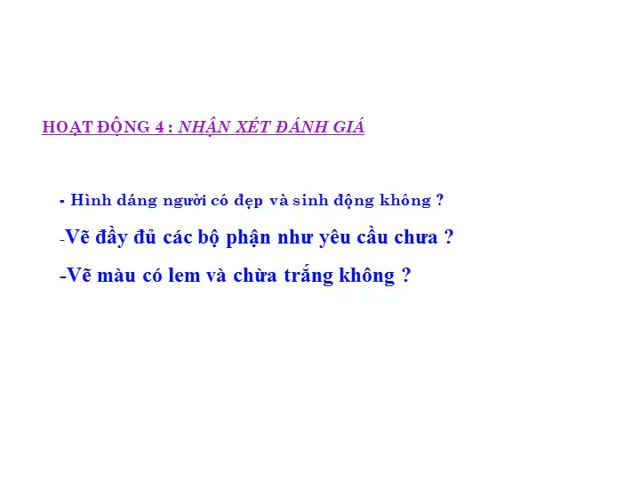 HOẠT ĐỘNG 4 : NHẬN XÉT ĐÁNH GIÁ
- Hình dáng người có đẹp và sinh động không ?
-Vẽ đầy đủ các bộ phận như yêu cầu chưa ?
-Vẽ màu có lem và chừa trắng không ?